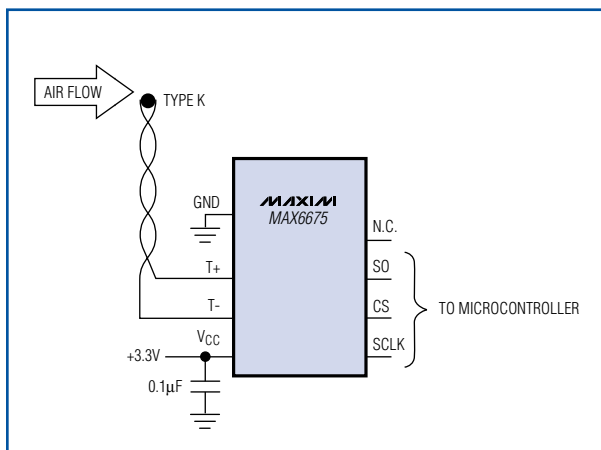 AIR FLOW
TYPE K
GND
MAXIM
MAX6675
N.C.
T+
SO
T-
CS
TO MICROCONTROLLER
VCC
SCLK
+3.3V
0.1µF